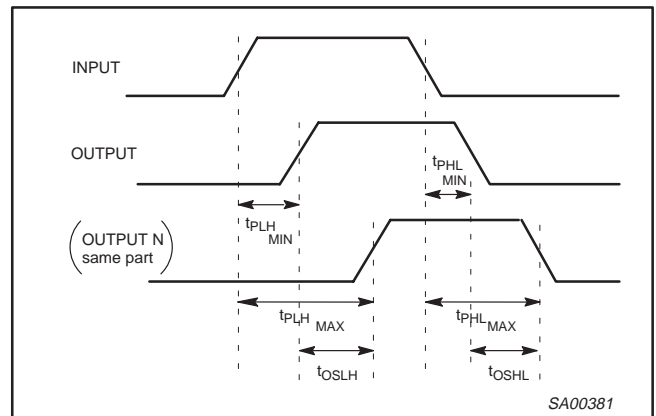 INPUT
OUTPUT
tPHL
MIN
tPLH
MIN
(OUTPUT N
same part)
tPLH
MAX
tPHL
MAX
tOSLH
tOSHL
SA00381